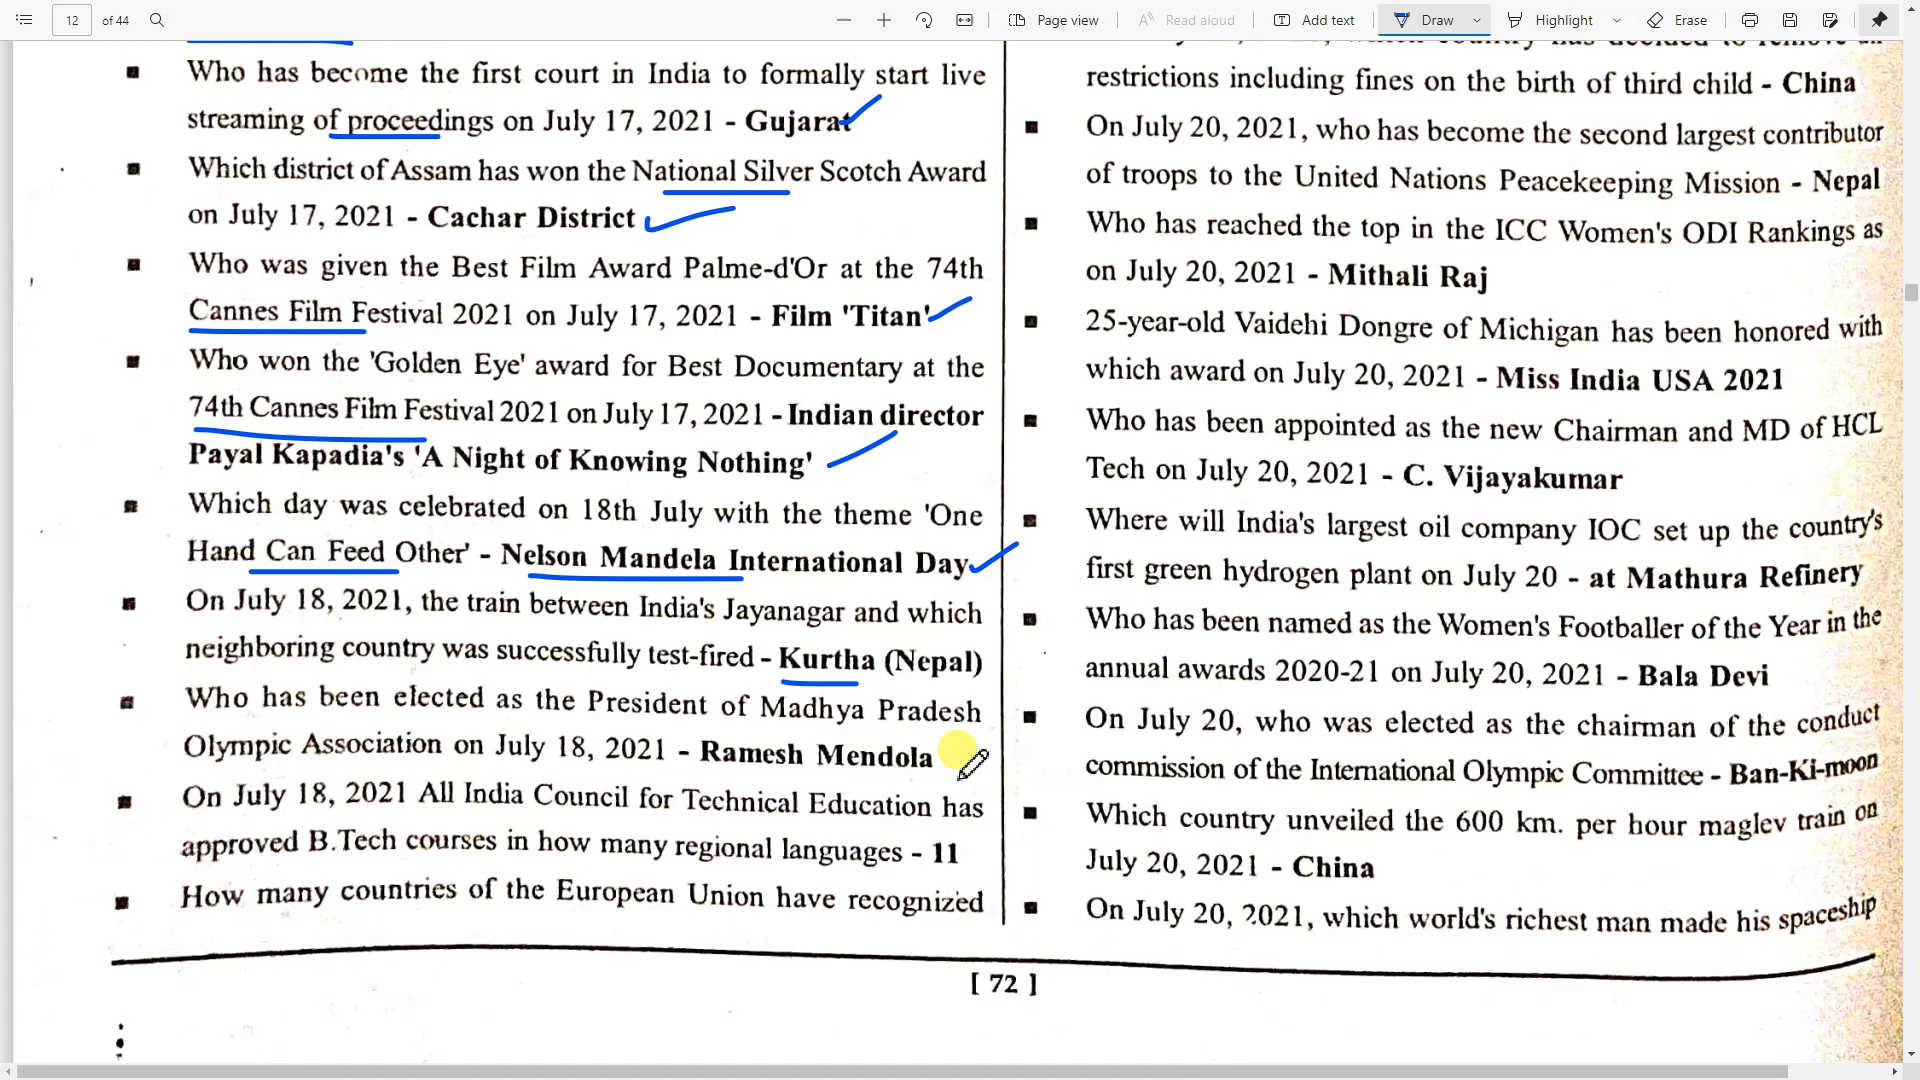 12 of 44
Page view
Read aloud
Add text
Draw
Highlight
Erase
Who has become the first court in India to formally start live
streaming of proceedings on July 17, 2021 - Gujarat
Which district of Assam has won the National Silver Scotch Award
on July 17, 2021 - Cachar District
Who was given the Best Film Award Palme-d'Or at the 74th
Cannes Film Festival 2021 on July 17, 2021 - Film 'Titan'
Who won the 'Golden Eye' award for Best Documentary at the
74th Cannes Film Festival 2021 on July 17, 2021 - Indian director
Payal Kapadia's 'A Night of Knowing Nothing'
Which day was celebrated on 18th July with the theme 'One
Hand Can Feed Other' - Nelson Mandela International Day
On July 18, 2021, the train between India's Jayanagar and which
neighboring country was successfully test-fired - Kurtha (Nepal)
Who has been elected as the President of Madhya Pradesh
Olympic Association on July 18, 2021 - Ramesh Mendola
On July 18, 2021 All India Council for Technical Education has
approved B.Tech courses in how many regional languages - 11
How many countries of the European Union have recognized
which country has decided to remove all
restrictions including fines on the birth of third child - China
On July 20, 2021, who has become the second largest contributor
of troops to the United Nations Peacekeeping Mission - Nepal
Who has reached the top in the ICC Women's ODI Rankings as
on July 20, 2021 - Mithali Raj
25-year-old Vaidehi Dongre of Michigan has been honored with
which award on July 20, 2021 - Miss India USA 2021
Who has been appointed as the new Chairman and MD of HCL
Tech on July 20, 2021 - C. Vijayakumar
Where will India's largest oil company IOC set up the country's
first green hydrogen plant on July 20 - at Mathura Refinery
Who has been named as the Women's Footballer of the Year in the
annual awards 2020-21 on July 20, 2021 - Bala Devi
On July 20, who was elected as the chairman of the conduct
commission of the International Olympic Committee - Ban-Ki-moon
Which country unveiled the 600 km. per hour maglev train on
July 20, 2021 - China
On July 20, 2021, which world's richest man made his spaceship
[ 72 ]